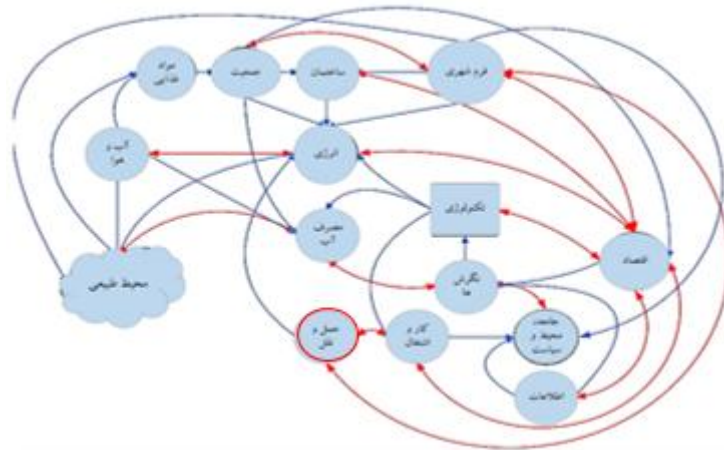 مواد
غذایی
صنعت
ساختمان
فرم شهری
آب و
هوا
انرژی
تکنولوژی
مصرف
آب
اقتصاد
محیط طبیعی
نگرش
ها
حمل و
نقل
کار و
اشتغال
جامعه
محیط و
سیاست
اطلاعات